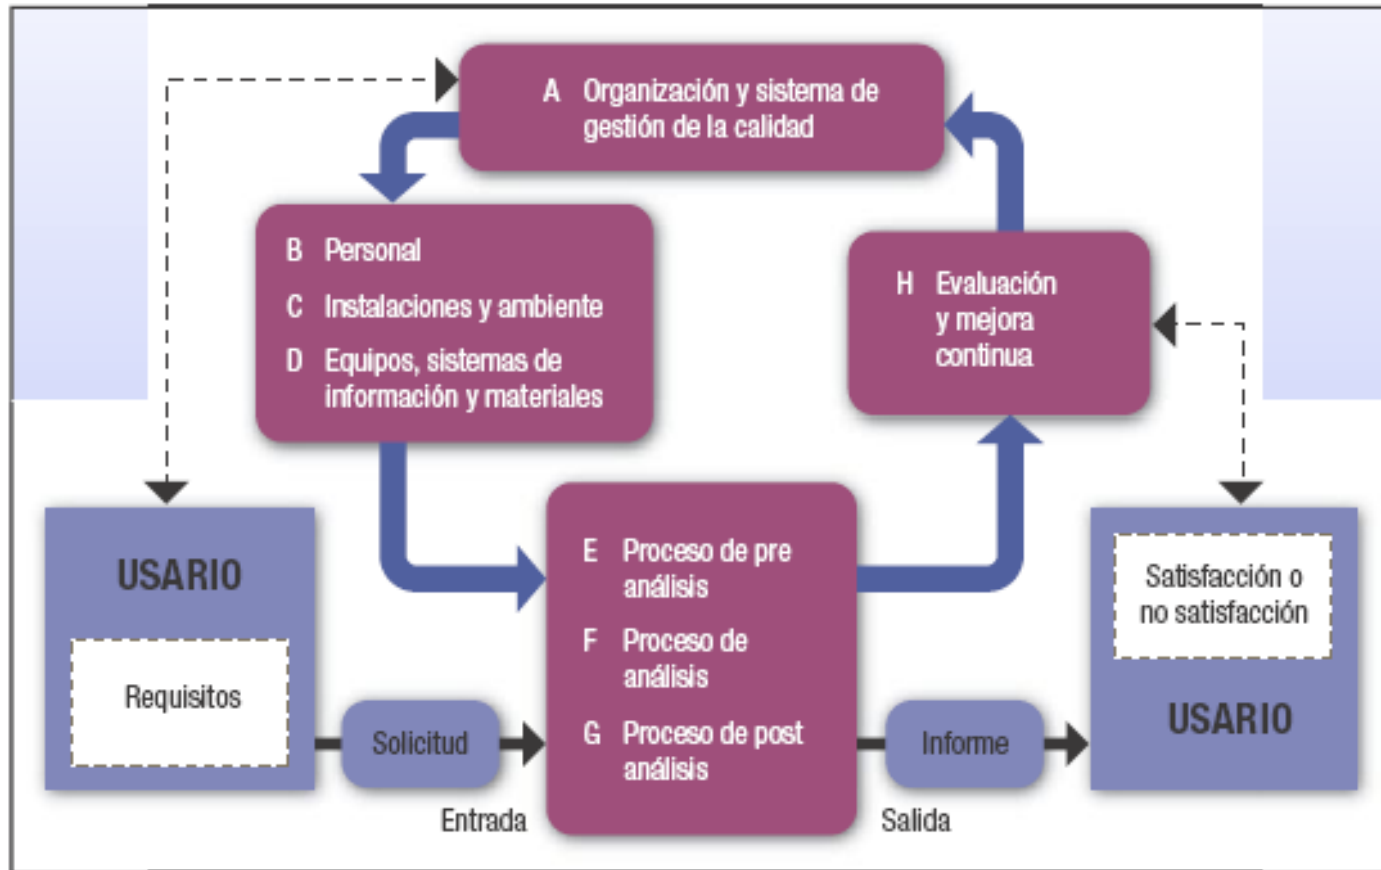 A Organización y sistema de
gestión de la calidad
B Personal
C Instalaciones y ambiente
D Equipos, sistemas de
información y materiales
H Evaluación
y mejora
continua
USARIO
Requisitos
Solicitud
Entrada
E Proceso de pre
análisis
F Proceso de
análisis
G Proceso de post
análisis
Informe
Salida
Satisfacción o
no satisfacción
USARIO